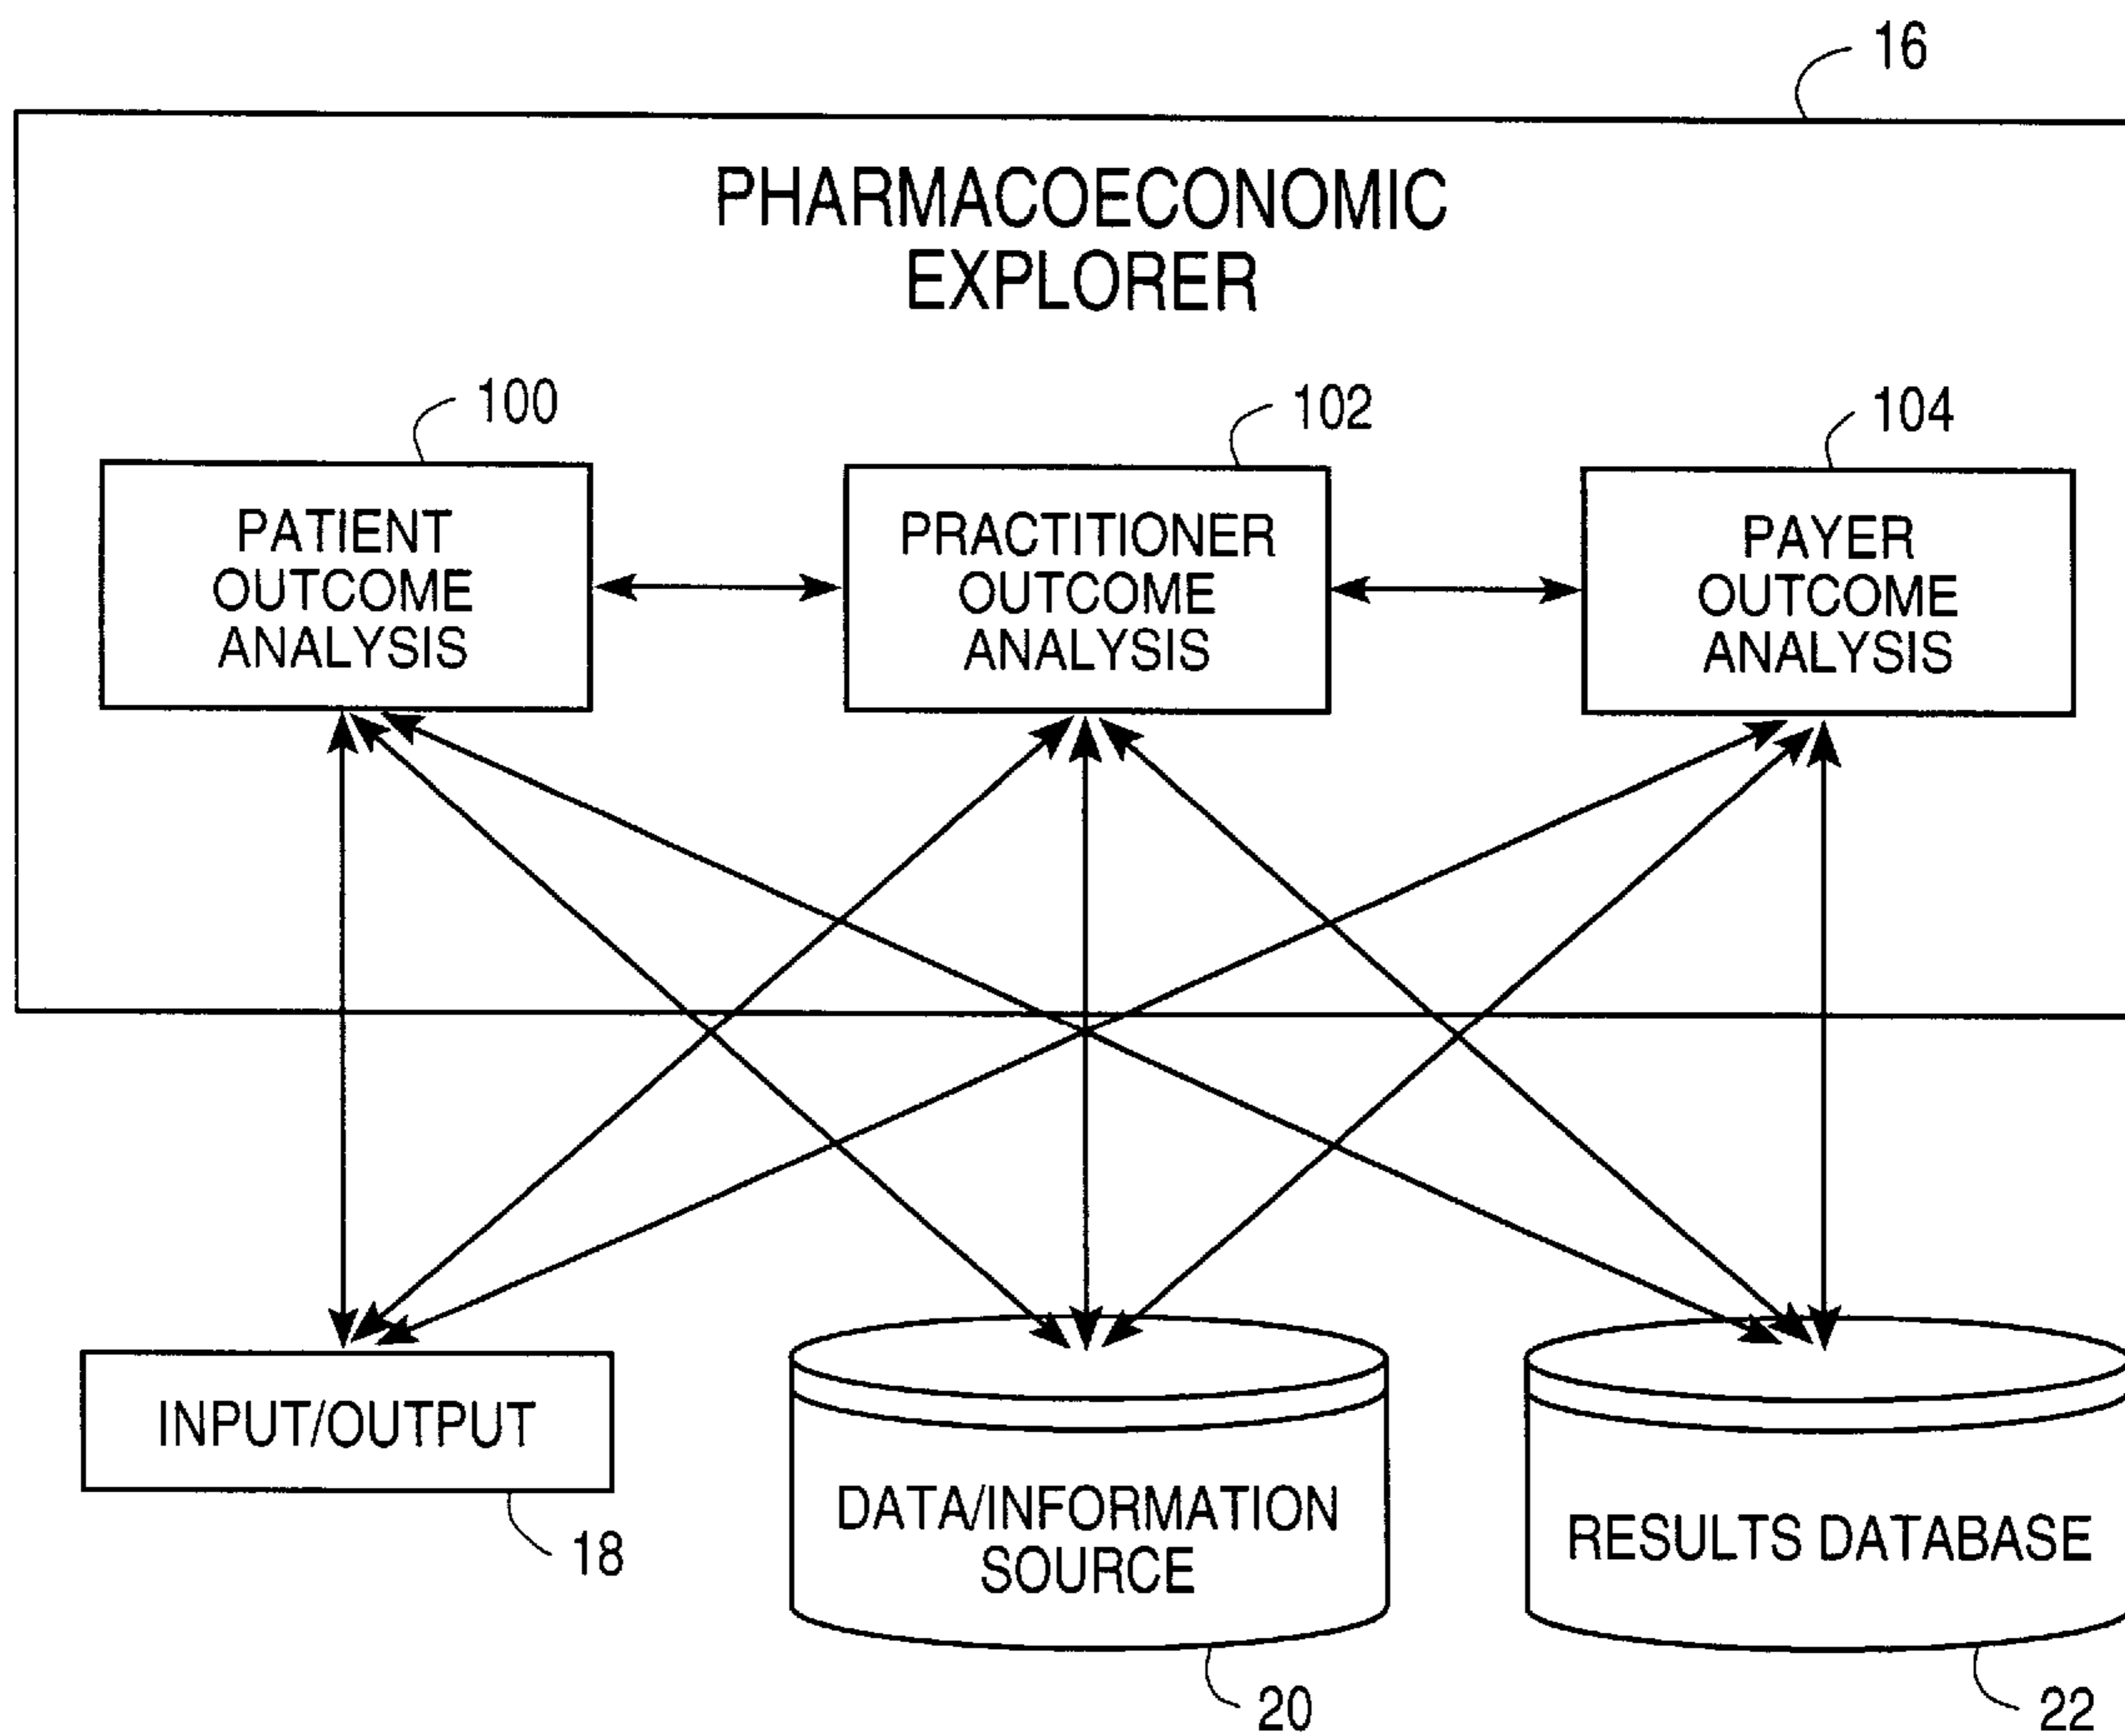 16
PHARMACOECONOMIC
EXPLORER
100
102
104
PATIENT
OUTCOME
ANALYSIS
PRACTITIONER
OUTCOME
ANALYSIS
PAYER
OUTCOME
ANALYSIS
INPUT/OUTPUT
18
DATA/INFORMATION
SOURCE
20
RESULTS DATABASE
22